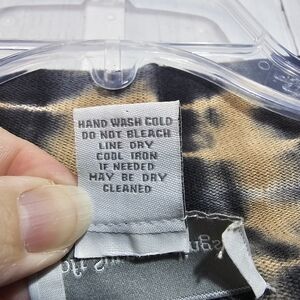 HAND WASH COLD
DO NOT BLEACH
LINE DRY
COOL IRON
IF NEEDED
MAY BE DRY
CLEANED